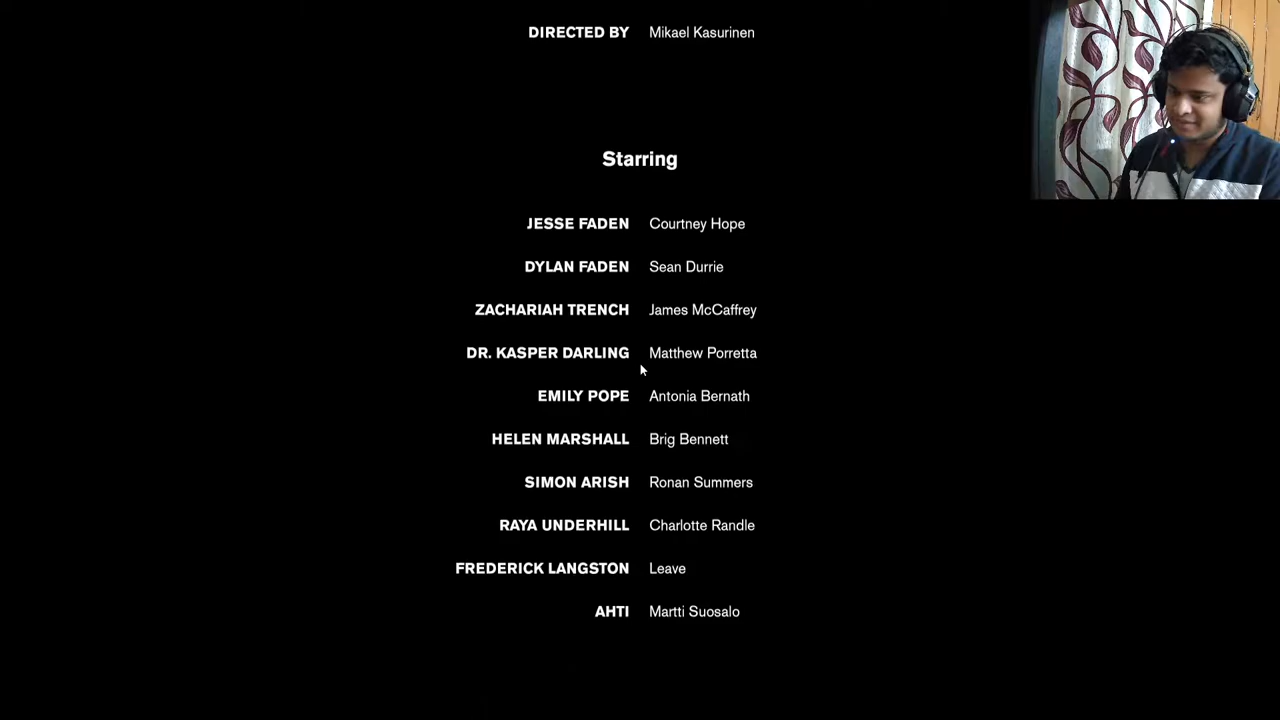 DIRECTED BY Mikael Kasurinen
Starring
JESSE FADEN Courtney Hope
DYLAN FADEN Sean Durrie
ZACHARIAH TRENCH James McCaffrey
DR. KASPER DARLING Matthew Porretta
EMILY POPE Antonia Bernath
HELEN MARSHALL Brig Bennett
SIMON ARISH Ronan Summers
RAYA UNDERHILL Charlotte Randle
FREDERICK LANGSTON Leave
AHTI Martti Suosalo